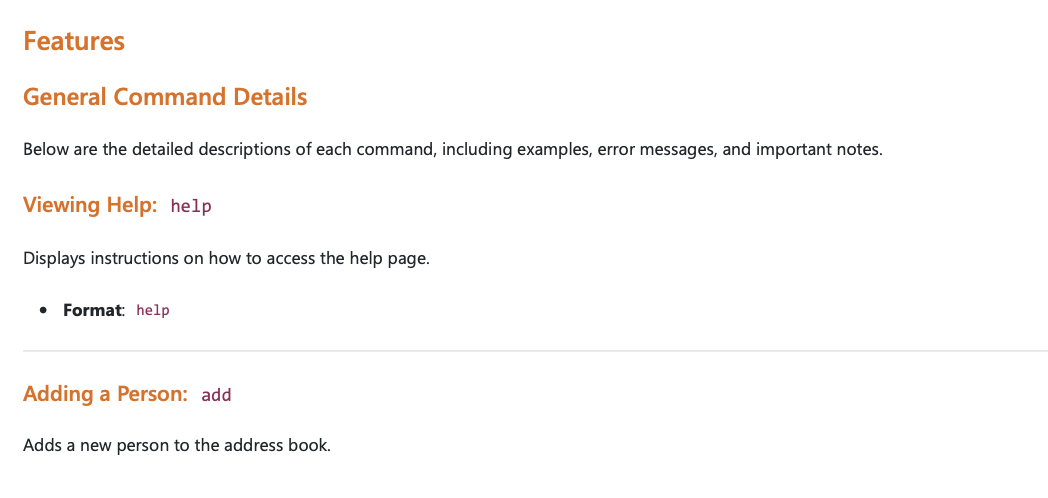 Features
General Command Details
Below are the detailed descriptions of each command, including examples, error messages, and important notes.
Viewing Help: help
Displays instructions on how to access the help page.
• Format: help
Adding a Person: add
Adds a new person to the address book.